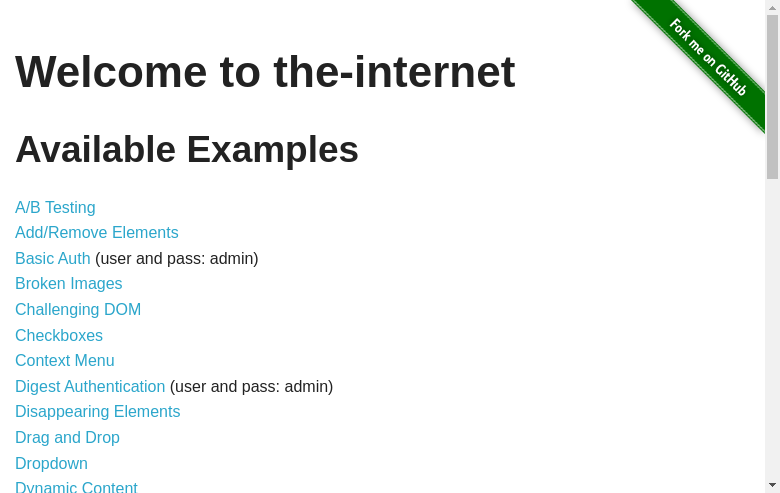 Fork me on GitHub
Welcome to the-internet
Available Examples
A/B Testing
Add/Remove Elements
Basic Auth (user and pass: admin)
Broken Images
Challenging DOM
Checkboxes
Context Menu
Digest Authentication (user and pass: admin)
Disappearing Elements
Drag and Drop
Dropdown
Dynamic Content